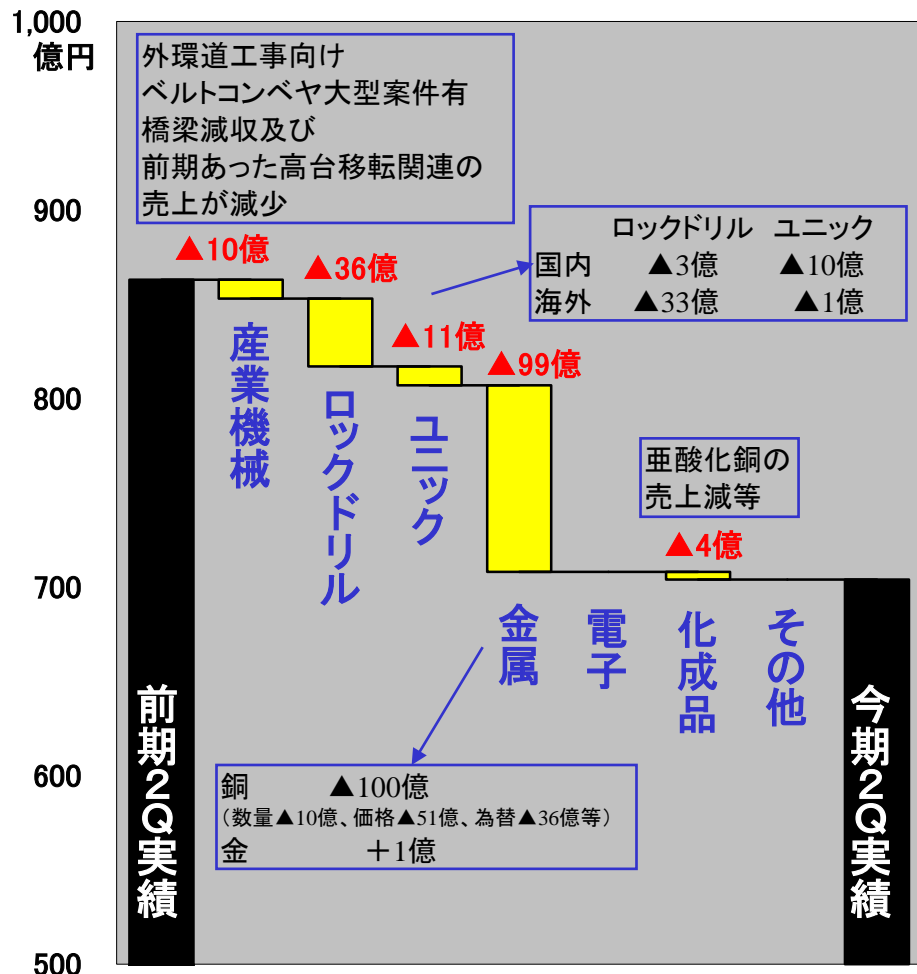 1,000
億円
900
800
700
600
500
外環道工事向け
ベルトコンベヤ大型案件有
橋梁減収及び
前期あった高台移転関連の
売上が減少
ロックドリル ユニック
国内 ▲3億 ▲10億
海外 ▲33億 ▲1億
▲10億
▲36億
▲11億
▲99億
亜酸化銅の
売上減等
▲4億
産業機械
ロックドリル
ユニック
金属
電子
化成品
その他
前期2Q実績
今期2Q実績
銅 ▲100億
(数量▲10億、価格▲51億、為替▲36億等)
金 +1億